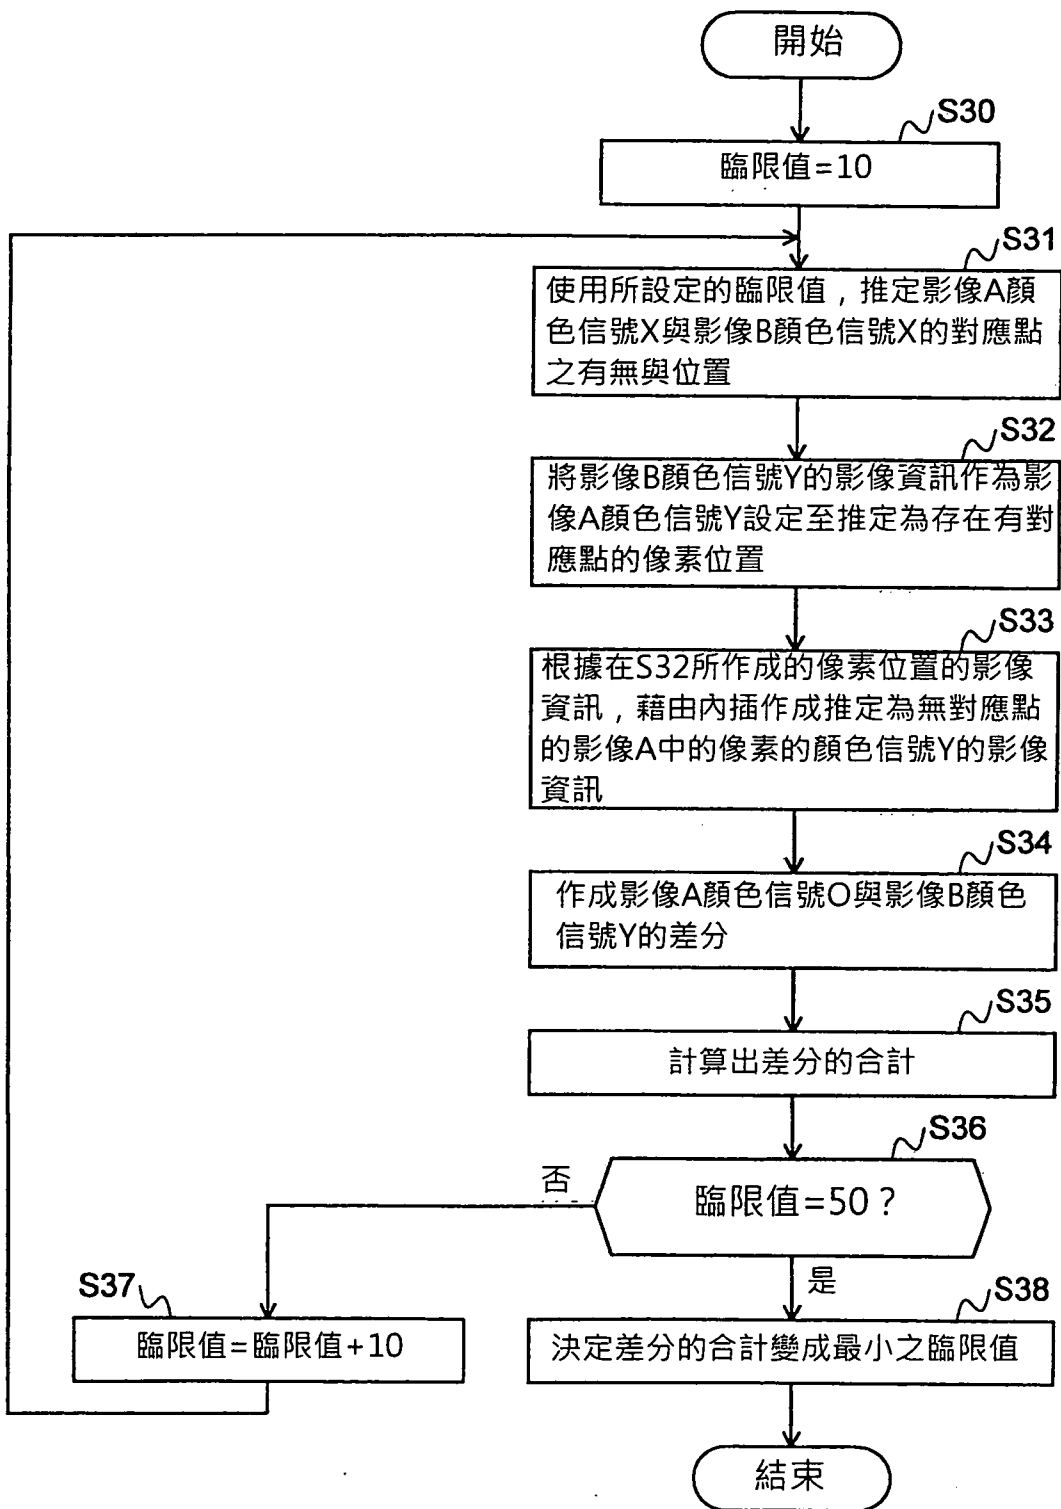 開始
S30
臨限值=10
S31
使用所設定的臨限值，推定影像A顏
色信號X與影像B顏色信號X的對應點
之有無與位置
S32
將影像B顏色信號Y的影像資訊作為影
像A顏色信號Y設定至推定為存在有對
應點的像素位置
S33
根據在S32所作成的像素位置的影像
資訊，藉由內插作成推定為無對應點
的影像A中的像素的顏色信號Y的影像
資訊
S34
作成影像A顏色信號O與影像B顏色
信號Y的差分
S35
計算出差分的合計
S36
臨限值=50？
否
是
S37
臨限值=臨限值+10
S38
決定差分的合計變成最小之臨限值
結束